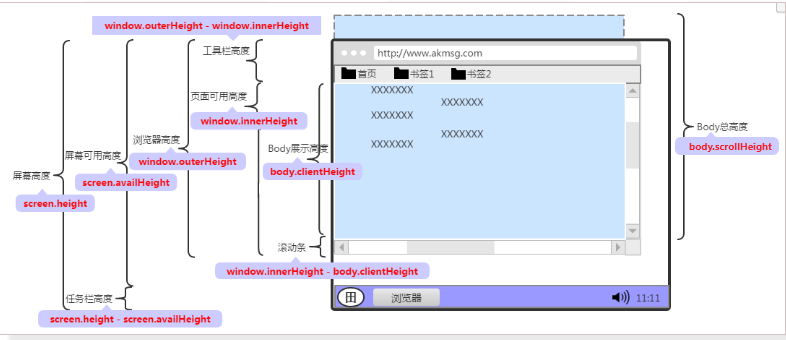 window.outerHeight - window.innerHeight
工具栏高度
http://www.akmsg.com
首页 书签1 书签2
XXXXXXX
XXXXXXX
XXXXXXX
XXXXXXX
XXXXXXX
页面可用高度
window.innerHeight
Body总高度
body.scrollHeight
浏览器高度
window.outerHeight
Body展示高度
body.clientHeight
屏幕可用高度
screen.availHeight
屏幕高度
screen.height
滚动条
window.innerHeight - body.clientHeight
任务栏高度
screen.height - screen.availHeight
田 浏览器 11:11